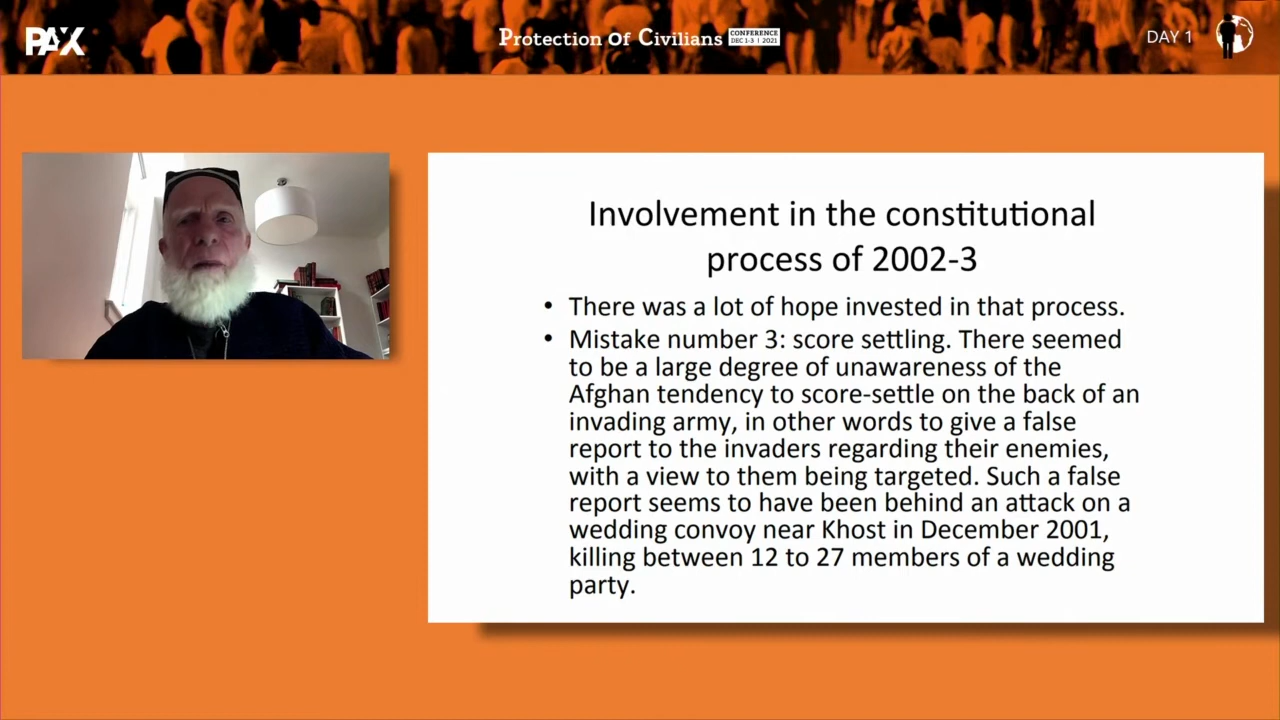 PAX
Protection of Civilians
CONFERENCE
DEC 1-3 | 2021
DAY 1
Involvement in the constitutional
process of 2002-3
• There was a lot of hope invested in that process.
• Mistake number 3: score settling. There seemed
to be a large degree of unawareness of the
Afghan tendency to score-settle on the back of an
invading army, in other words to give a false
report to the invaders regarding their enemies,
with a view to them being targeted. Such a false
report seems to have been behind an attack on a
wedding convoy near Khost in December 2001,
killing between 12 to 27 members of a wedding
party.